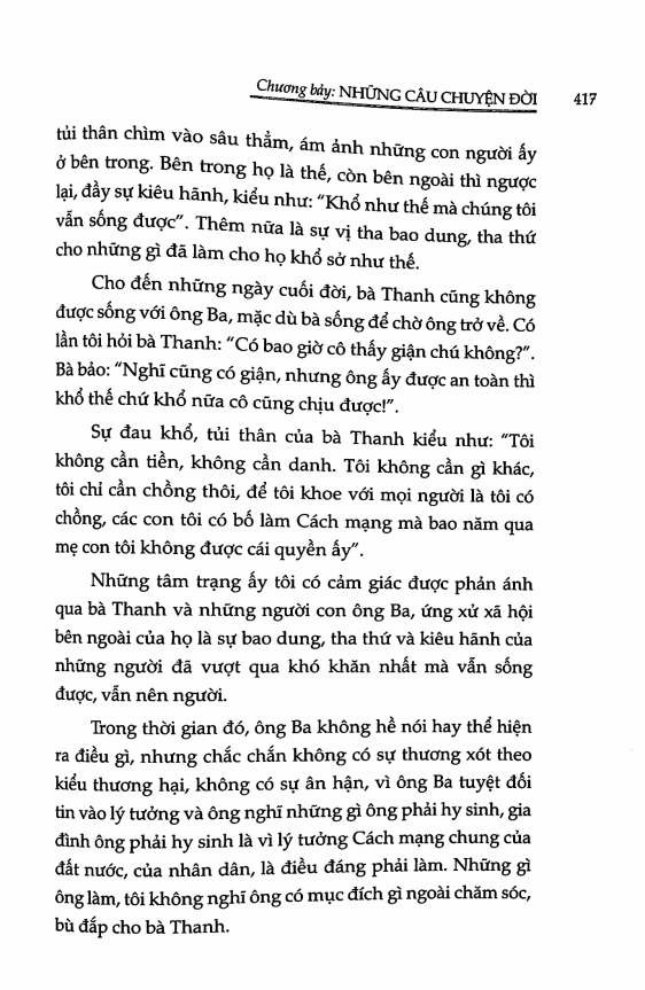 Chương bảy: NHỮNG CÂU CHUYỆN ĐỜI 417
tủi thân chìm vào sâu thẳm, ám ảnh những con người ấy
ở bên trong. Bên trong họ là thế, còn bên ngoài thì ngược
lại, đầy sự kiêu hãnh, kiểu như: “Khổ như thế mà chúng tôi
vẫn sống được”. Thêm nữa là sự vị tha bao dung, tha thứ
cho những gì đã làm cho họ khổ sở như thế.
Cho đến những ngày cuối đời, bà Thanh cũng không
được sống với ông Ba, mặc dù bà sống để chờ ông trở về. Có
lần tôi hỏi bà Thanh: “Có bao giờ cô thấy giận chú không?”.
Bà bảo: “Nghĩ cũng có giận, nhưng ông ấy được an toàn thì
khổ thế chứ khổ nữa cô cũng chịu được!”.
Sự đau khổ, tủi thân của bà Thanh kiểu như: “Tôi
không cần tiền, không cần danh. Tôi không cần gì khác,
tôi chỉ cần chồng thôi, để tôi khoe với mọi người là tôi có
chồng, các con tôi có bố làm Cách mạng mà bao năm qua
mẹ con tôi không được cái quyền ấy”.
Những tâm trạng ấy tôi có cảm giác được phản ánh
qua bà Thanh và những người con ông Ba, ứng xử xã hội
bên ngoài của họ là sự bao dung, tha thứ và kiêu hãnh của
những người đã vượt qua khó khăn nhất mà vẫn sống
được, vẫn nên người.
Trong thời gian đó, ông Ba không hề nói hay thể hiện
ra điều gì, nhưng chắc chắn không có sự thương xót theo
kiểu thương hại, không có sự ân hận, vì ông Ba tuyệt đối
tin vào lý tưởng và ông nghĩ những gì ông phải hy sinh, gia
đình ông phải hy sinh là vì lý tưởng Cách mạng chung của
đất nước, của nhân dân, là điều đáng phải làm. Những gì
ông làm, tôi không nghĩ ông có mục đích gì ngoài chăm sóc,
bù đắp cho bà Thanh.